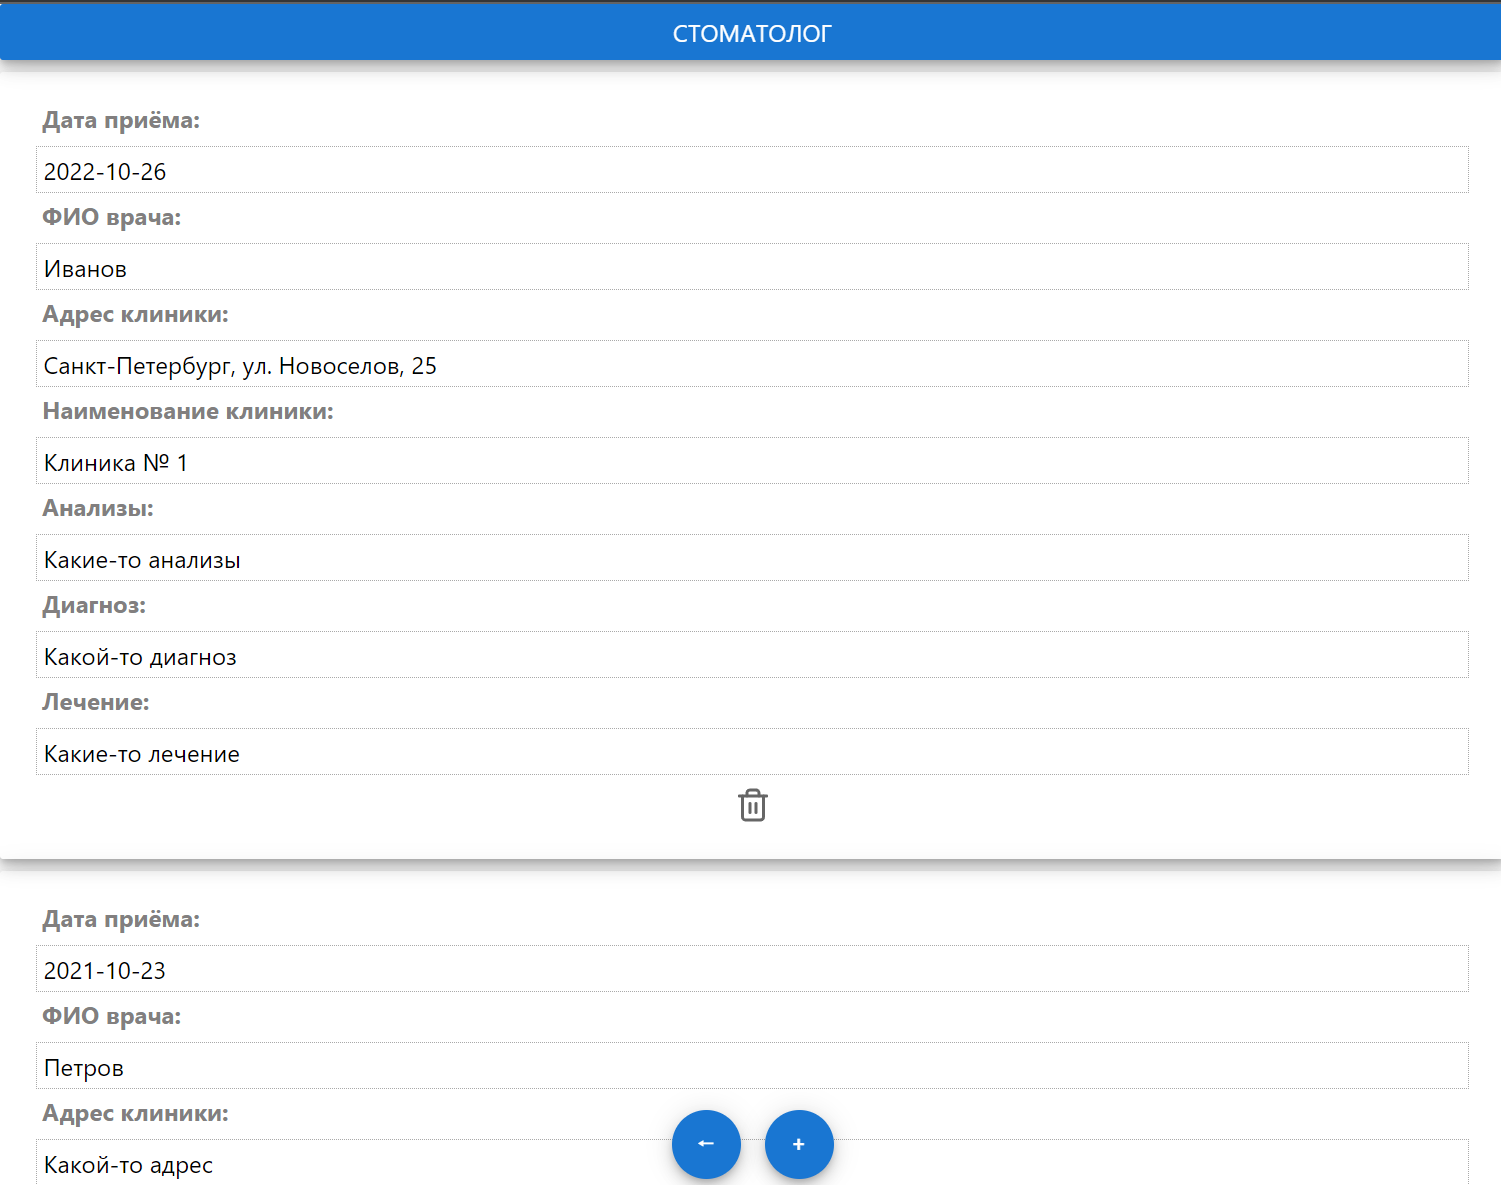 СТОМАТОЛОГ
Дата приёма:
2022-10-26
ФИО врача:
Иванов
Адрес клиники:
Санкт-Петербург, ул. Новоселов, 25
Наименование клиники:
Клиника № 1
Анализы:
Какие-то анализы
Диагноз:
Какой-то диагноз
Лечение:
Какие-то лечение
Дата приёма:
2021-10-23
ФИО врача:
Петров
Адрес клиники:
Какой-то адрес
← +